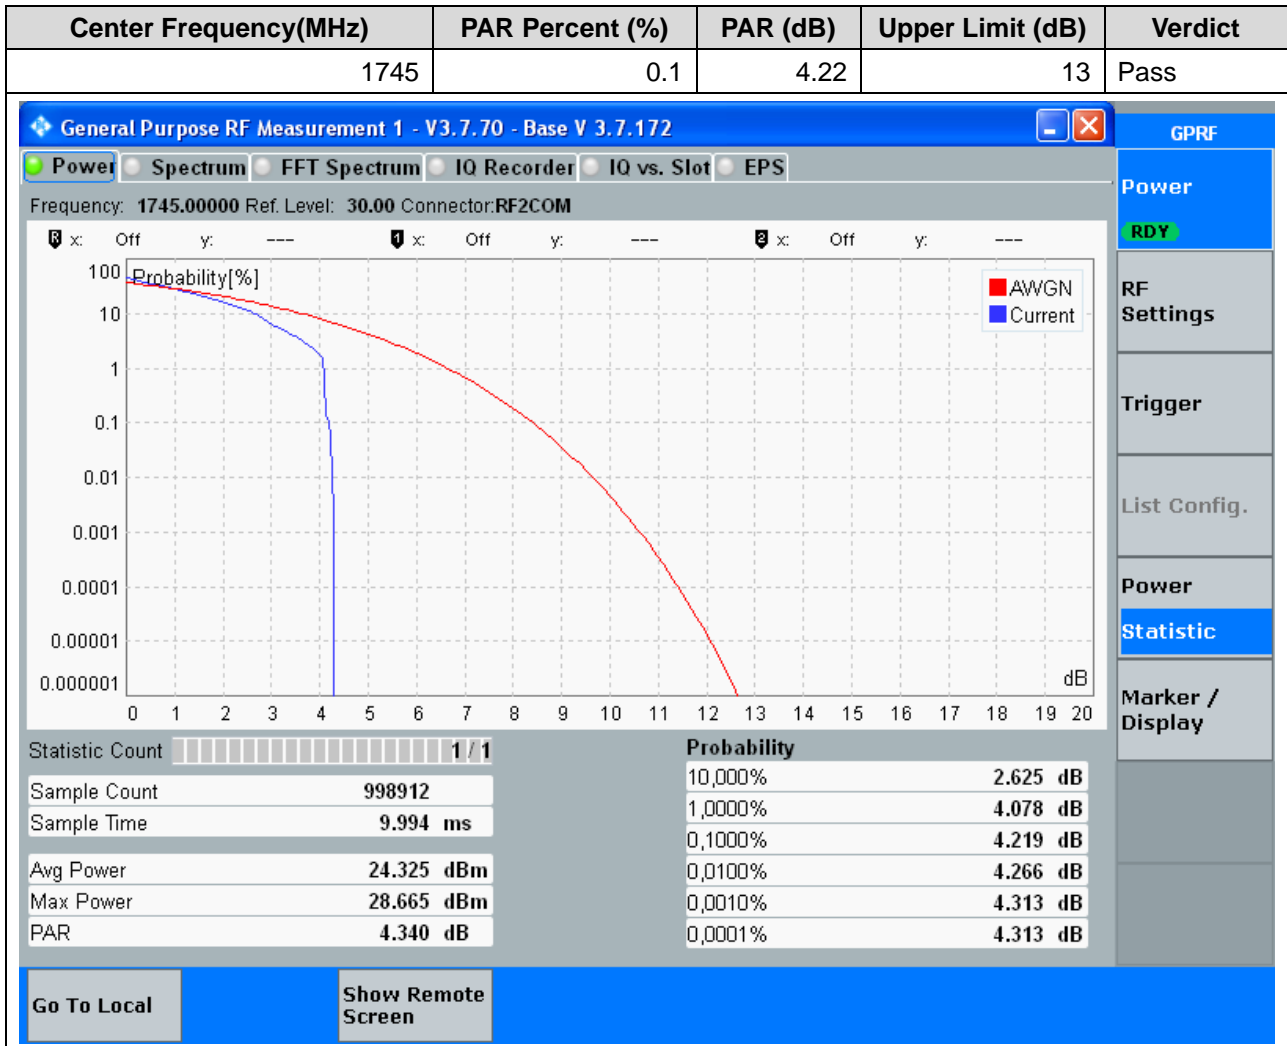 Center Frequency(MHz) PAR Percent (%) PAR (dB) Upper Limit (dB) Verdict
1745 0.1 4.22 13 Pass
General Purpose RF Measurement 1 - V3.7.70 - Base V 3.7.172
GPRF
Power Spectrum FFT Spectrum IQ Recorder IQ vs. Slot EPS
Frequency: 1745.00000 Ref. Level: 30.00 Connector:RF2COM
R x: Off y: --- 1 x: Off y: --- 2 x: Off y: ---
Probability[%]
100
10
1
0.1
0.01
0.001
0.0001
0.00001
0.000001
AWGN
Current
dB
0 1 2 3 4 5 6 7 8 9 10 11 12 13 14 15 16 17 18 19 20
Statistic Count 1 / 1
Sample Count 998912
Sample Time 9.994 ms
Avg Power 24.325 dBm
Max Power 28.665 dBm
PAR 4.340 dB
Probability
10,000% 2.625 dB
1,0000% 4.078 dB
0,1000% 4.219 dB
0,0100% 4.266 dB
0,0010% 4.313 dB
0,0001% 4.313 dB
Power
RDY
RF
Settings
Trigger
List Config.
Power
Statistic
Marker /
Display
Go To Local
Show Remote
Screen